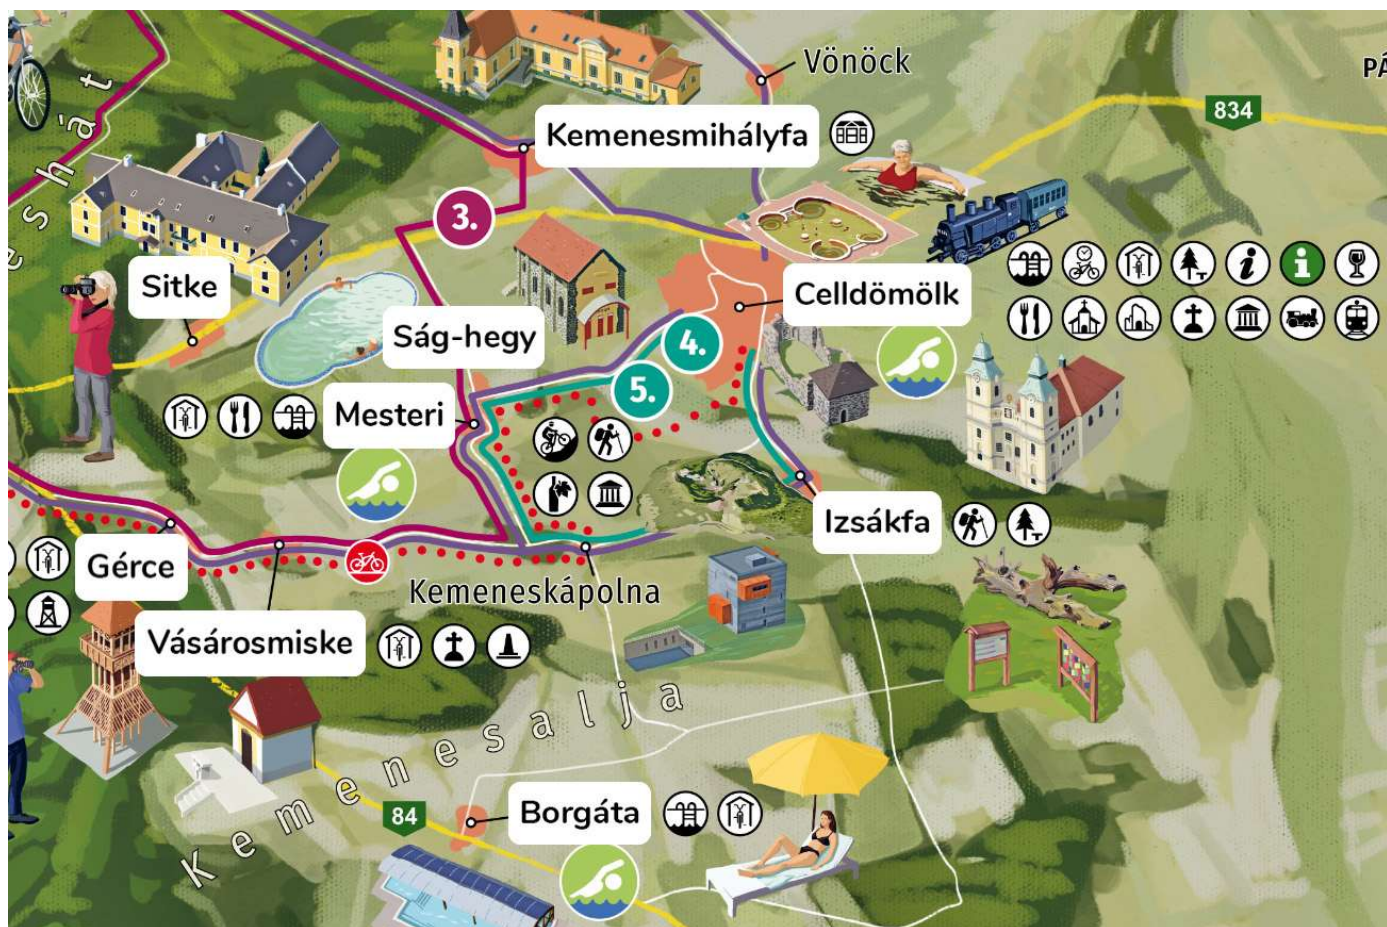 Vönöck
PÁ
834
Kemenesmihályfa
3.
Sitke
Celldömölk
Ság-hegy
4.
5.
Mesteri
Izsákfa
Gérce
Kemeneskápolna
Vásárosmiske
Kemenesalja
84
Borgáta
eshát